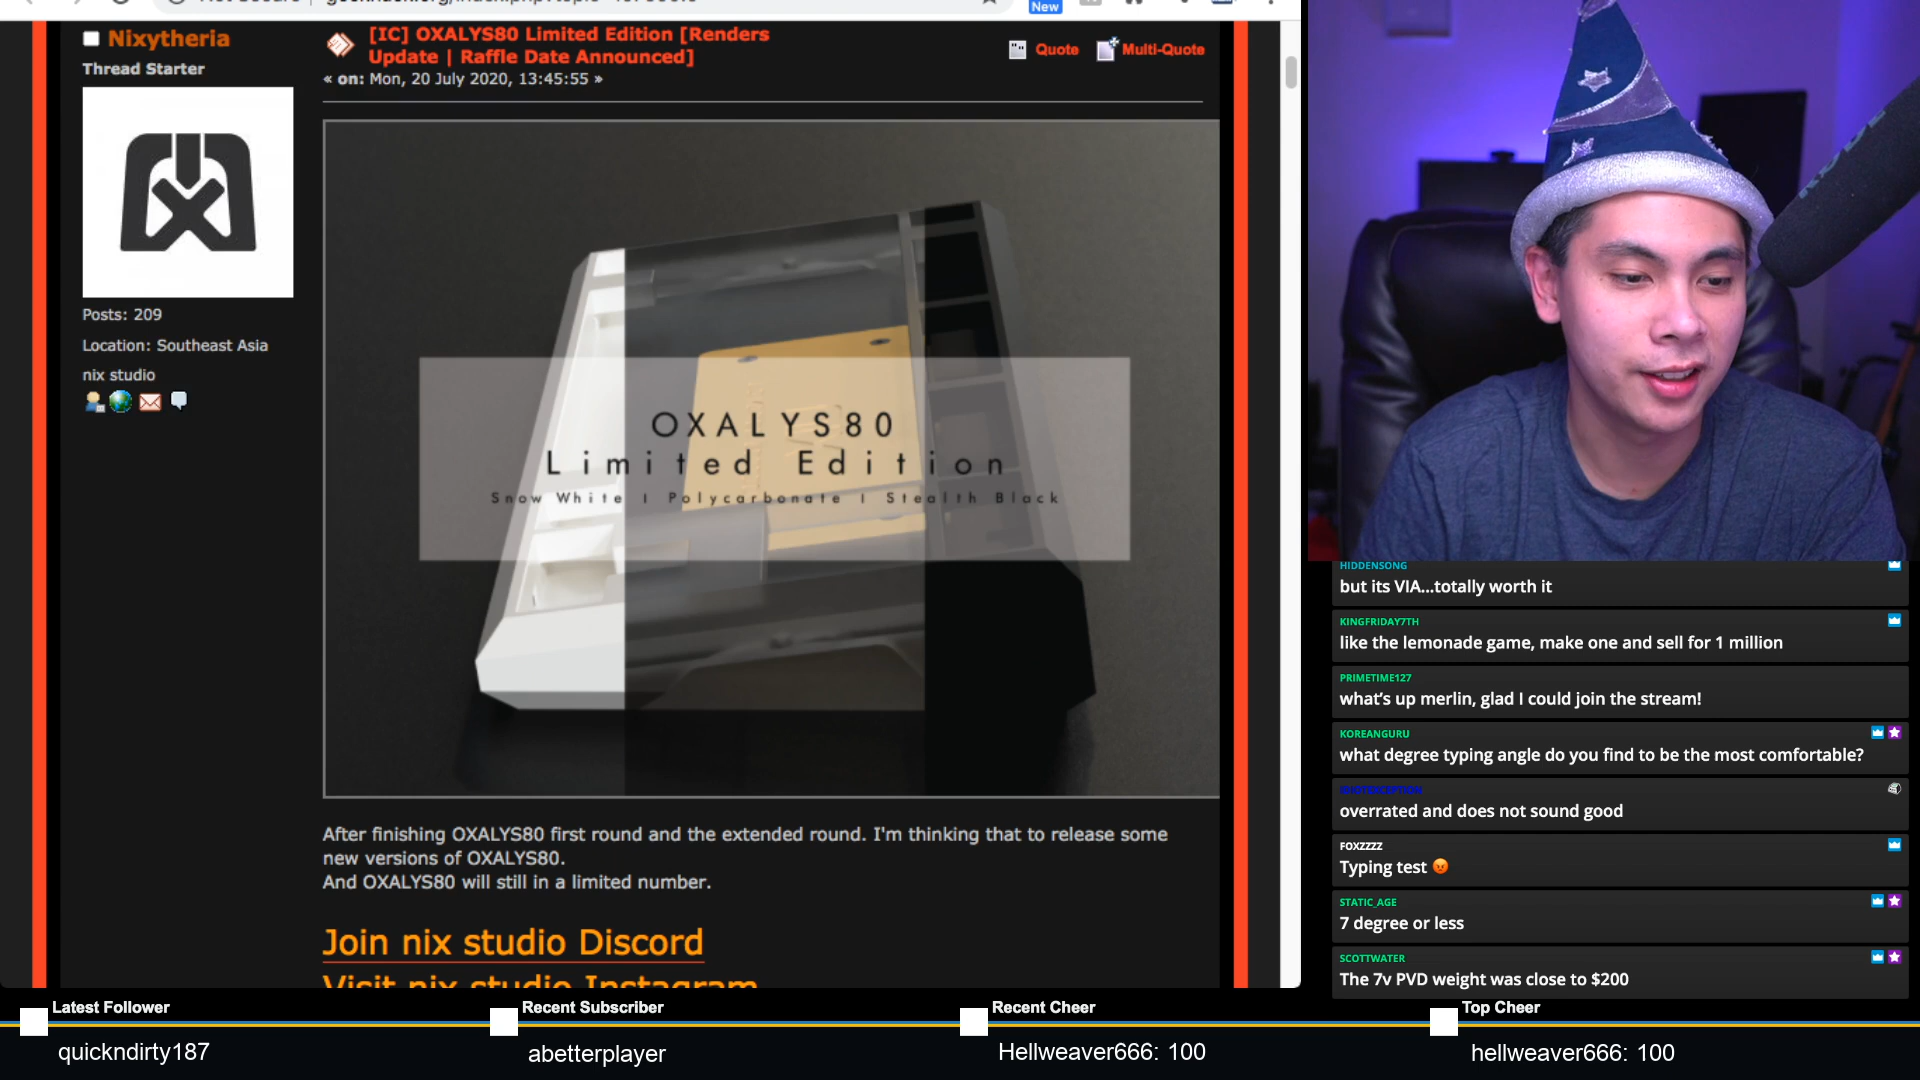 New
Nixytheria
Thread Starter
[IC] OXALYS80 Limited Edition [Renders
Update | Raffle Date Announced]
« on: Mon, 20 July 2020, 13:45:55 »
Quote
Multi-Quote
Posts: 209
Location: Southeast Asia
nix studio
OXALYS80
Limited Edition
Snow White | Polycarbonate | Stealth Black
After finishing OXALYS80 first round and the extended round. I'm thinking that to release some
new versions of OXALYS80.
And OXALYS80 will still in a limited number.
Join nix studio Discord
Visit nix studio Instagram
HIDDENSONG
but its VIA...totally worth it
KINGFRIDAY7TH
like the lemonade game, make one and sell for 1 million
PRIMETIME127
what's up merlin, glad I could join the stream!
KOREANGURU
what degree typing angle do you find to be the most comfortable?
overrated and does not sound good
FOXZZZZ
Typing test 😡
STATIC_AGE
7 degree or less
SCOTTWATER
The 7v PVD weight was close to $200
Latest Follower
quickndirty187
Recent Subscriber
abetterplayer
Recent Cheer
Hellweaver666: 100
Top Cheer
hellweaver666: 100